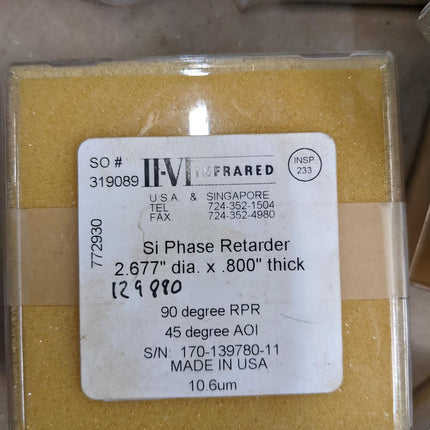 SO #
319089 II-VI INFRARED
INSP
233
U.S.A. & SINGAPORE
TEL: 724-352-1504
FAX. 724-352-4980
772930
Si Phase Retarder
2.677" dia. x .800" thick
129880
90 degree RPR
45 degree AOI
S/N: 170-139780-11
MADE IN USA
10.6um